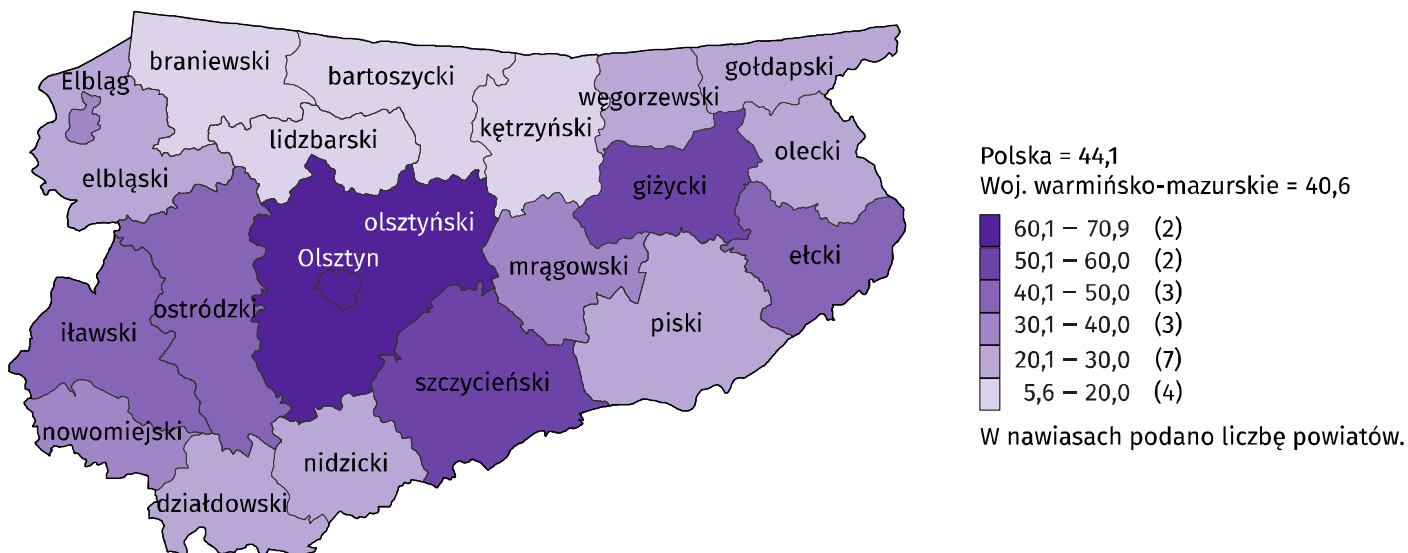 braniewski
Elbląg
bartoszycki
gołdapski
węgorzewski
kętrzyński
lidzbarski
olecki
elbląski
giżycki
olsztyński
Olsztyn
mrągowski
ełcki
ostródzki
iławski
piski
szczycieński
nowomiejski
nidzicki
działdowski
Polska = 44,1
Woj. warmińsko-mazurskie = 40,6
60,1 – 70,9 (2)
50,1 – 60,0 (2)
40,1 – 50,0 (3)
30,1 – 40,0 (3)
20,1 – 30,0 (7)
5,6 – 20,0 (4)
W nawiasach podano liczbę powiatów.